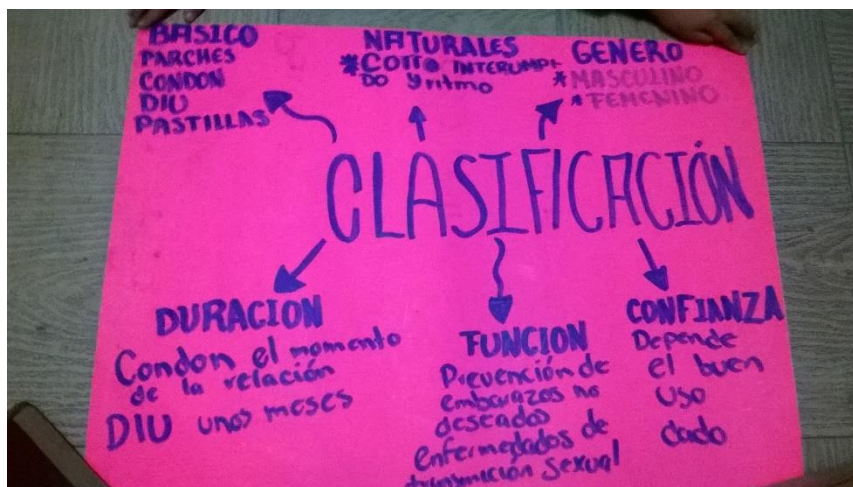 BASICO
PARCHES
CONDON
DIU
PASTILLAS
NATURALES
*COITO INTERUMPI-
DO y ritmo
GENERO
*MASCULINO
*FEMENINO
CLASIFICACIÓN
DURACION
Condon el momento
de la relación
DIU unos meses
FUNCION
Prevención de
embarazos no
deseados
enfermedades de
transmición sexual
CONFIANZA
Depende
el buen
uso
dado